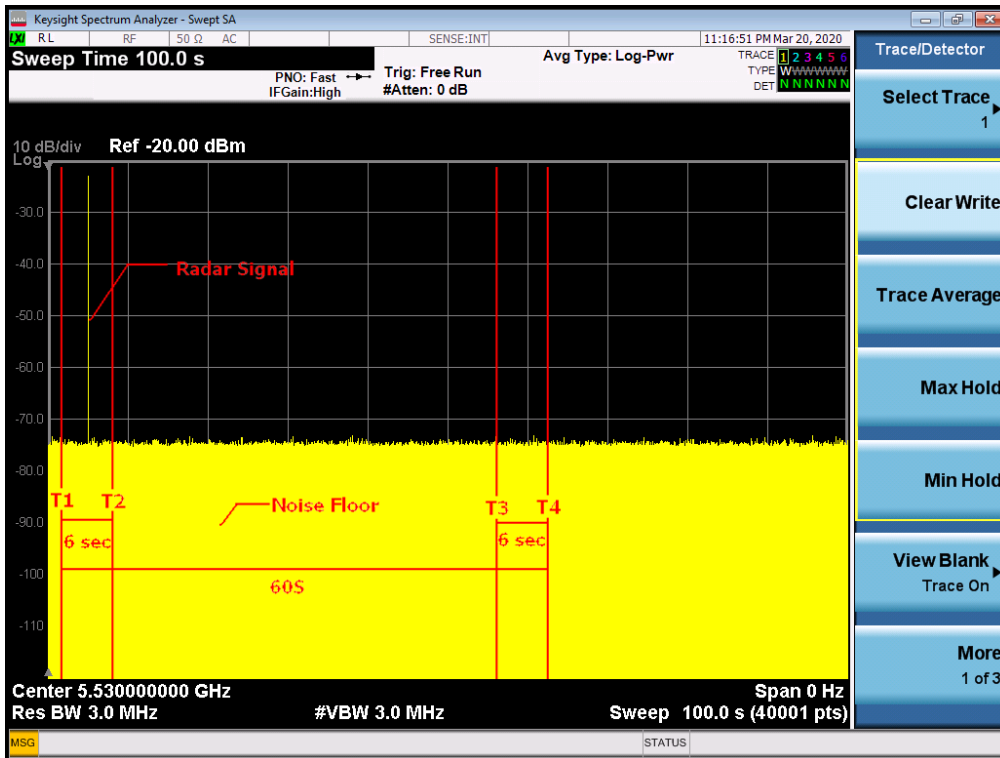 Keysight Spectrum Analyzer - Swept SA
LXI RL RF 50 Ω AC SENSE:INT 11:16:51 PM Mar 20, 2020
Sweep Time 100.0 s
PNO: Fast
IFGain:High
Trig: Free Run
#Atten: 0 dB
Avg Type: Log-Pwr
TRACE 1 2 3 4 5 6
TYPE WWWWWW
DET N N N N N N
10 dB/div
Log
Ref -20.00 dBm
-30.0
-40.0
-50.0
-60.0
-70.0
-80.0
-90.0
-100
-110
Radar Signal
T1 T2
T3 T4
Noise Floor
6 sec
6 sec
60S
Center 5.530000000 GHz
Span 0 Hz
Res BW 3.0 MHz
#VBW 3.0 MHz
Sweep 100.0 s (40001 pts)
MSG
STATUS
Trace/Detector
Select Trace
1
Clear Write
Trace Average
Max Hold
Min Hold
View Blank
Trace On
More
1 of 3